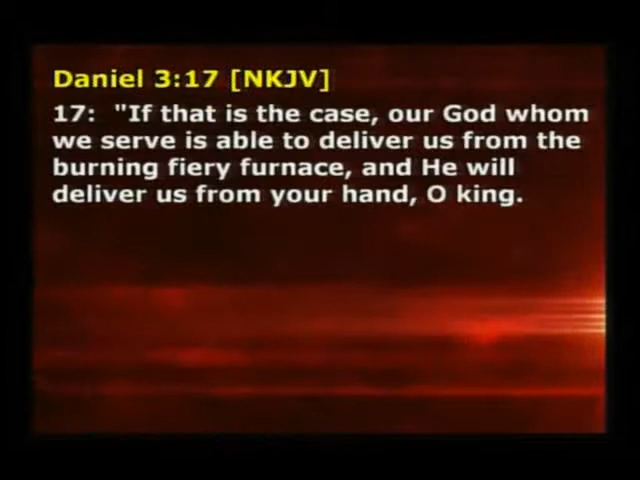 Daniel 3:17 [NKJV]
17:  "If that is the case, our God whom
we serve is able to deliver us from the
burning fiery furnace, and He will
deliver us from your hand, O king.